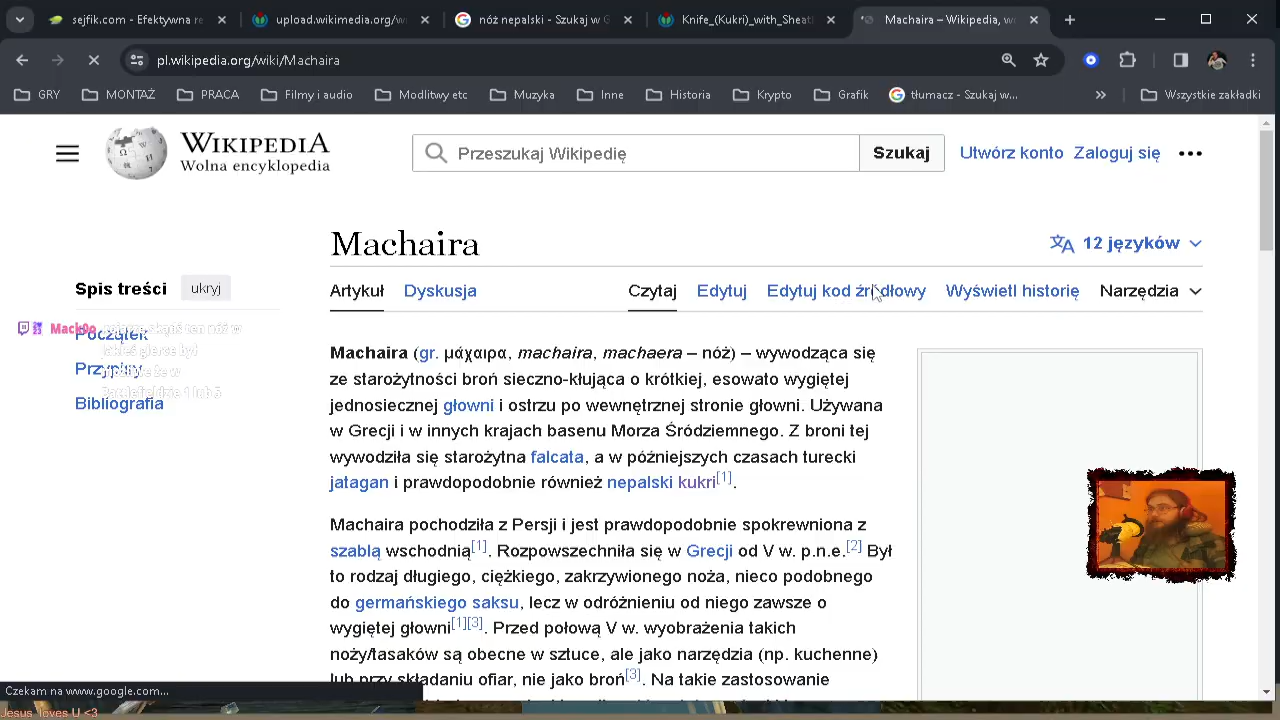 sejfik.com - Efektywna re
upload.wikimedia.org/w
nóż nepalski - Szukaj w G
Knife_(Kukri)_with_Sheat
Machaira – Wikipedia, wo
pl.wikipedia.org/wiki/Machaira
GRY
MONTAŻ
PRACA
Filmy i audio
Modlitwy etc
Muzyka
Inne
Historia
Krypto
Grafik
tłumacz - Szukaj w...
»
Wszystkie zakładki
WIKIPEDIA
Wolna encyklopedia
Przeszukaj Wikipedię
Szukaj
Utwórz konto
Zaloguj się
Machaira
12 języków
Spis treści
ukryj
Artykuł
Dyskusja
Czytaj
Edytuj
Edytuj kod źródłowy
Wyświetl historię
Narzędzia
Początek
Przypisy
Bibliografia
Machaira (gr. μάχαιρα, machaira, machaera – nóż) – wywodząca się
ze starożytności broń sieczno-kłująca o krótkiej, esowato wygiętej
jednosiecznej głowni i ostrzu po wewnętrznej stronie głowni. Używana
w Grecji i w innych krajach basenu Morza Śródziemnego. Z broni tej
wywodziła się starożytna falcata, a w późniejszych czasach turecki
jatagan i prawdopodobnie również nepalski kukri[1].
Machaira pochodziła z Persji i jest prawdopodobnie spokrewniona z
szablą wschodnią[1]. Rozpowszechniła się w Grecji od V w. p.n.e.[2] Był
to rodzaj długiego, ciężkiego, zakrzywionego noża, nieco podobnego
do germańskiego saksu, lecz w odróżnieniu od niego zawsze o
wygiętej głowni[1][3]. Przed połową V w. wyobrażenia takich
noży/tasaków są obecne w sztuce, ale jako narzędzia (np. kuchenne)
lub przy składaniu ofiar, nie jako broń[3]. Na takie zastosowanie
Czekam na www.google.com...
Jesus loves U <3